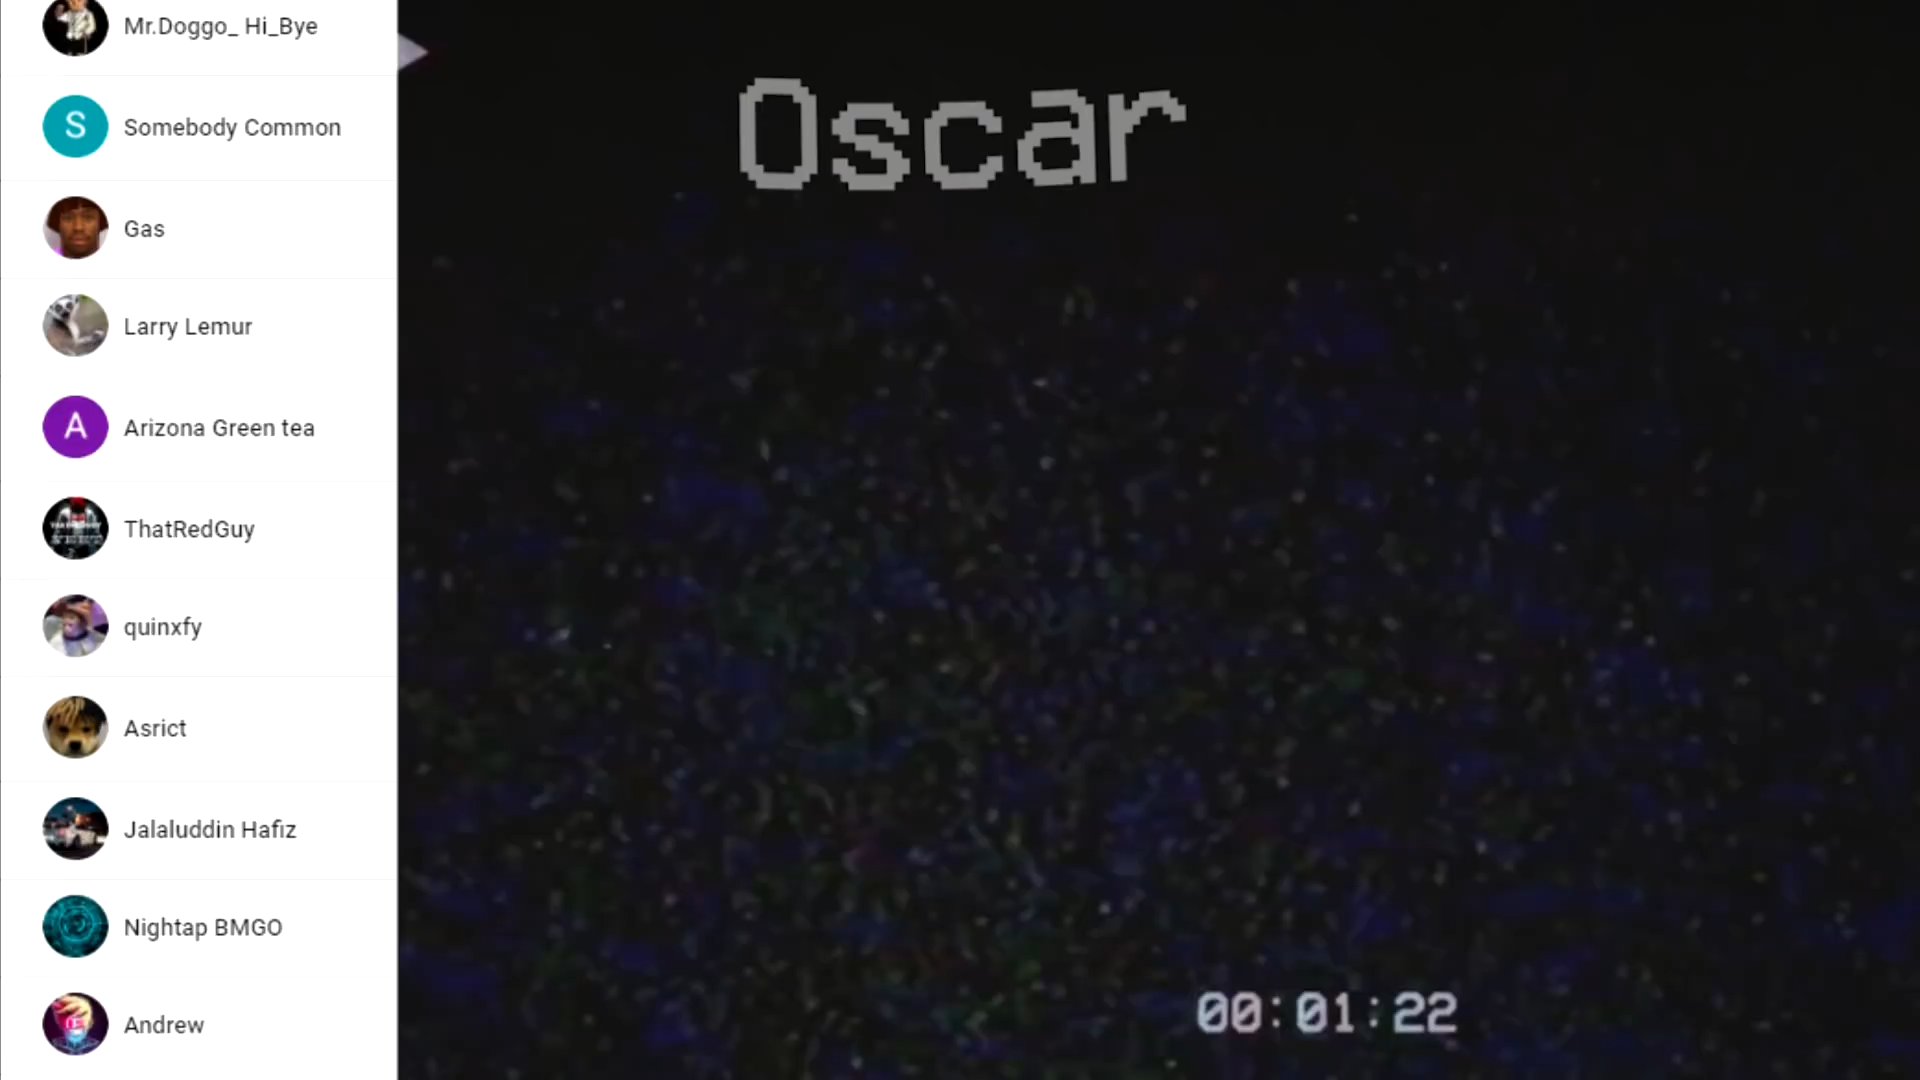 Mr.Doggo_ Hi_Bye
S
Somebody Common
Gas
Larry Lemur
A
Arizona Green tea
ThatRedGuy
quinxfy
Asrict
Jalaluddin Hafiz
Nightap BMGO
Andrew
Oscar
00:01:22